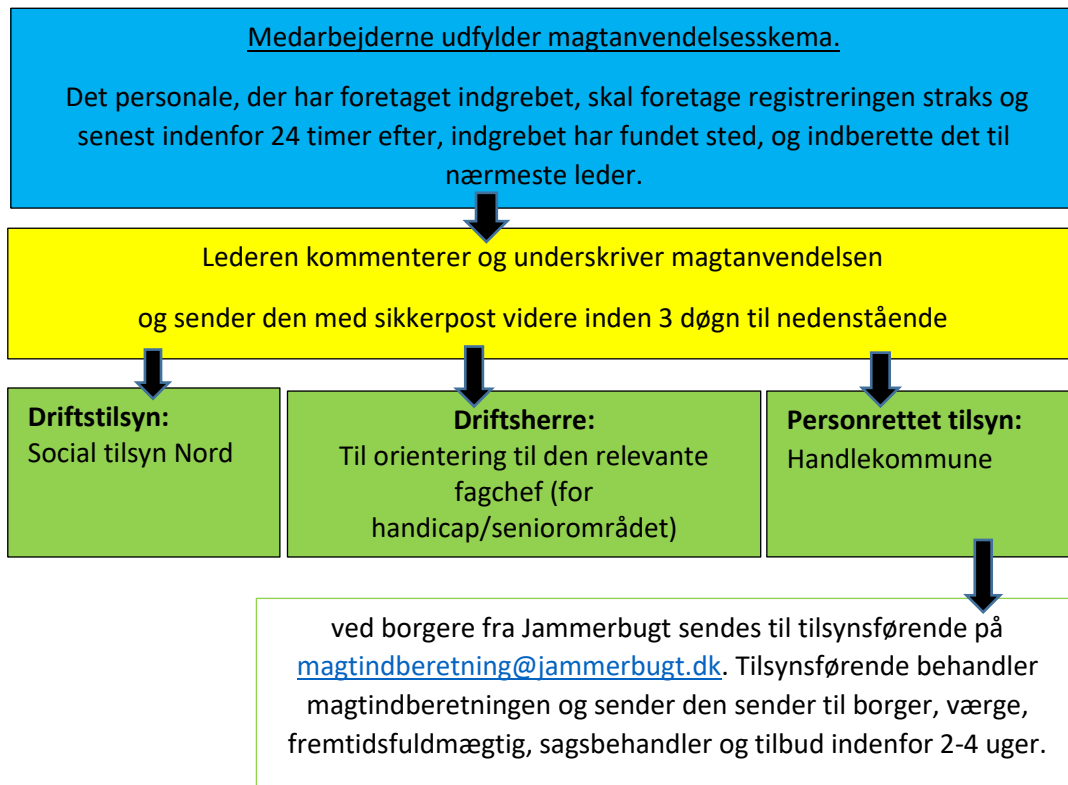 Medarbejderne udfylder magtanvendelsesskema.
Det personale, der har foretaget indgrebet, skal foretage registreringen straks og
senest indenfor 24 timer efter, indgrebet har fundet sted, og indberette det til
nærmeste leder.
Lederen kommenterer og underskriver magtanvendelsen
og sender den med sikkerpost videre inden 3 døgn til nedenstående
Driftstilsyn:
Social tilsyn Nord
Driftsherre:
Til orientering til den relevante
fagchef (for
handicap/seniorområdet)
Personrettet tilsyn:
Handlekommune
ved borgere fra Jammerbugt sendes til tilsynsførende på
magtindberetning@jammerbugt.dk. Tilsynsførende behandler
magtindberetningen og sender den sender til borger, værge,
fremtidsfuldmægtig, sagsbehandler og tilbud indenfor 2-4 uger.